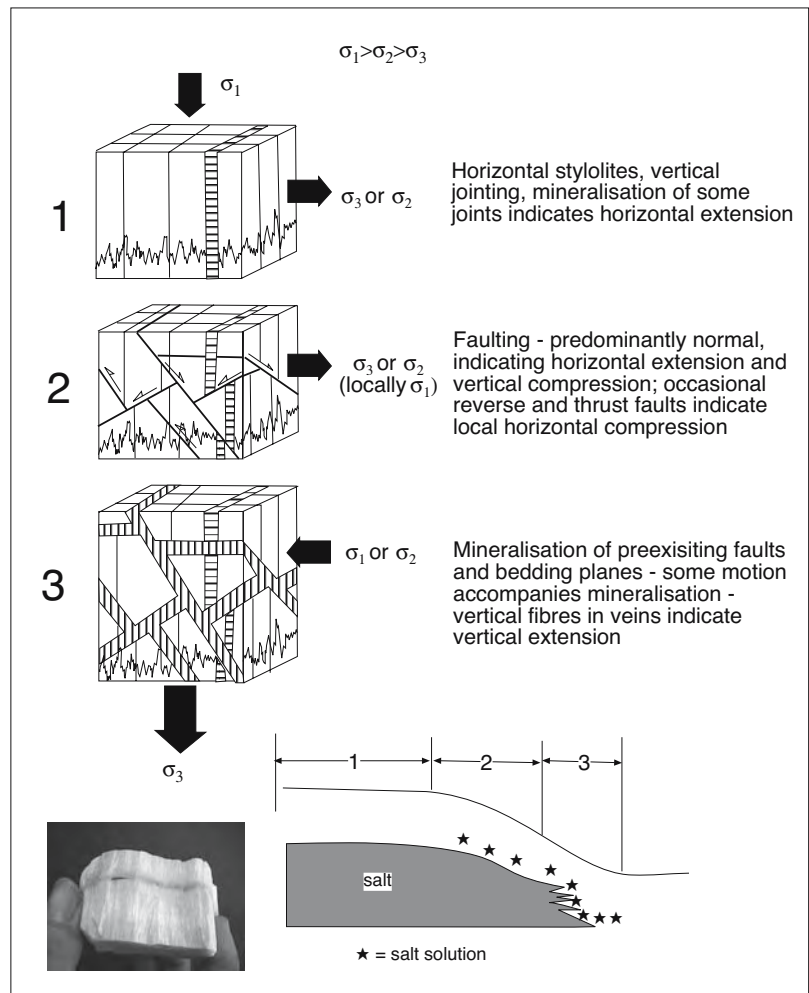 σ1>σ2>σ3
σ1
1
σ3 or σ2
Horizontal stylolites, vertical
jointing, mineralisation of some
joints indicates horizontal extension
2
σ3 or σ2
(locally σ1)
Faulting - predominantly normal,
indicating horizontal extension and
vertical compression; occasional
reverse and thrust faults indicate
local horizontal compression
3
σ1 or σ2
Mineralisation of preexisiting faults
and bedding planes - some motion
accompanies mineralisation -
vertical fibres in veins indicate
vertical extension
σ3
1 2 3
salt
★ = salt solution